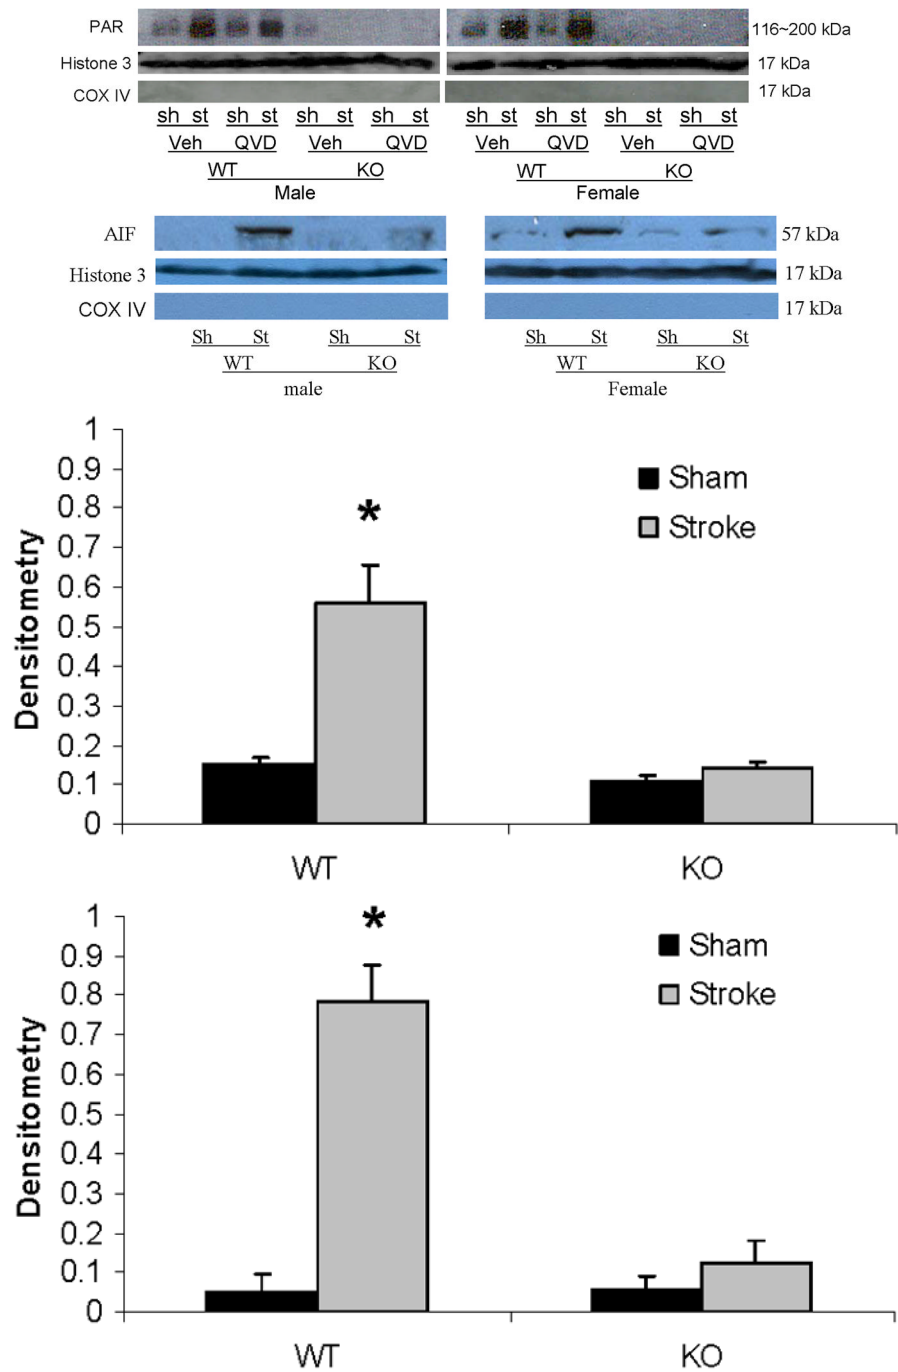 PAR 116~200 kDa
Histone 3 17 kDa
COX IV 17 kDa
sh st sh st sh st sh st sh st sh st sh st sh st
Veh QVD Veh QVD Veh QVD Veh QVD
WT KO WT KO
Male Female
AIF 57 kDa
Histone 3 17 kDa
COX IV 17 kDa
Sh St Sh St Sh St Sh St
WT KO WT KO
male Female
1
0.9
0.8
0.7
0.6
0.5
0.4
0.3
0.2
0.1
0
Densitometry
*
Sham
Stroke
WT KO
1
0.9
0.8
0.7
0.6
0.5
0.4
0.3
0.2
0.1
0
Densitometry
*
Sham
Stroke
WT KO